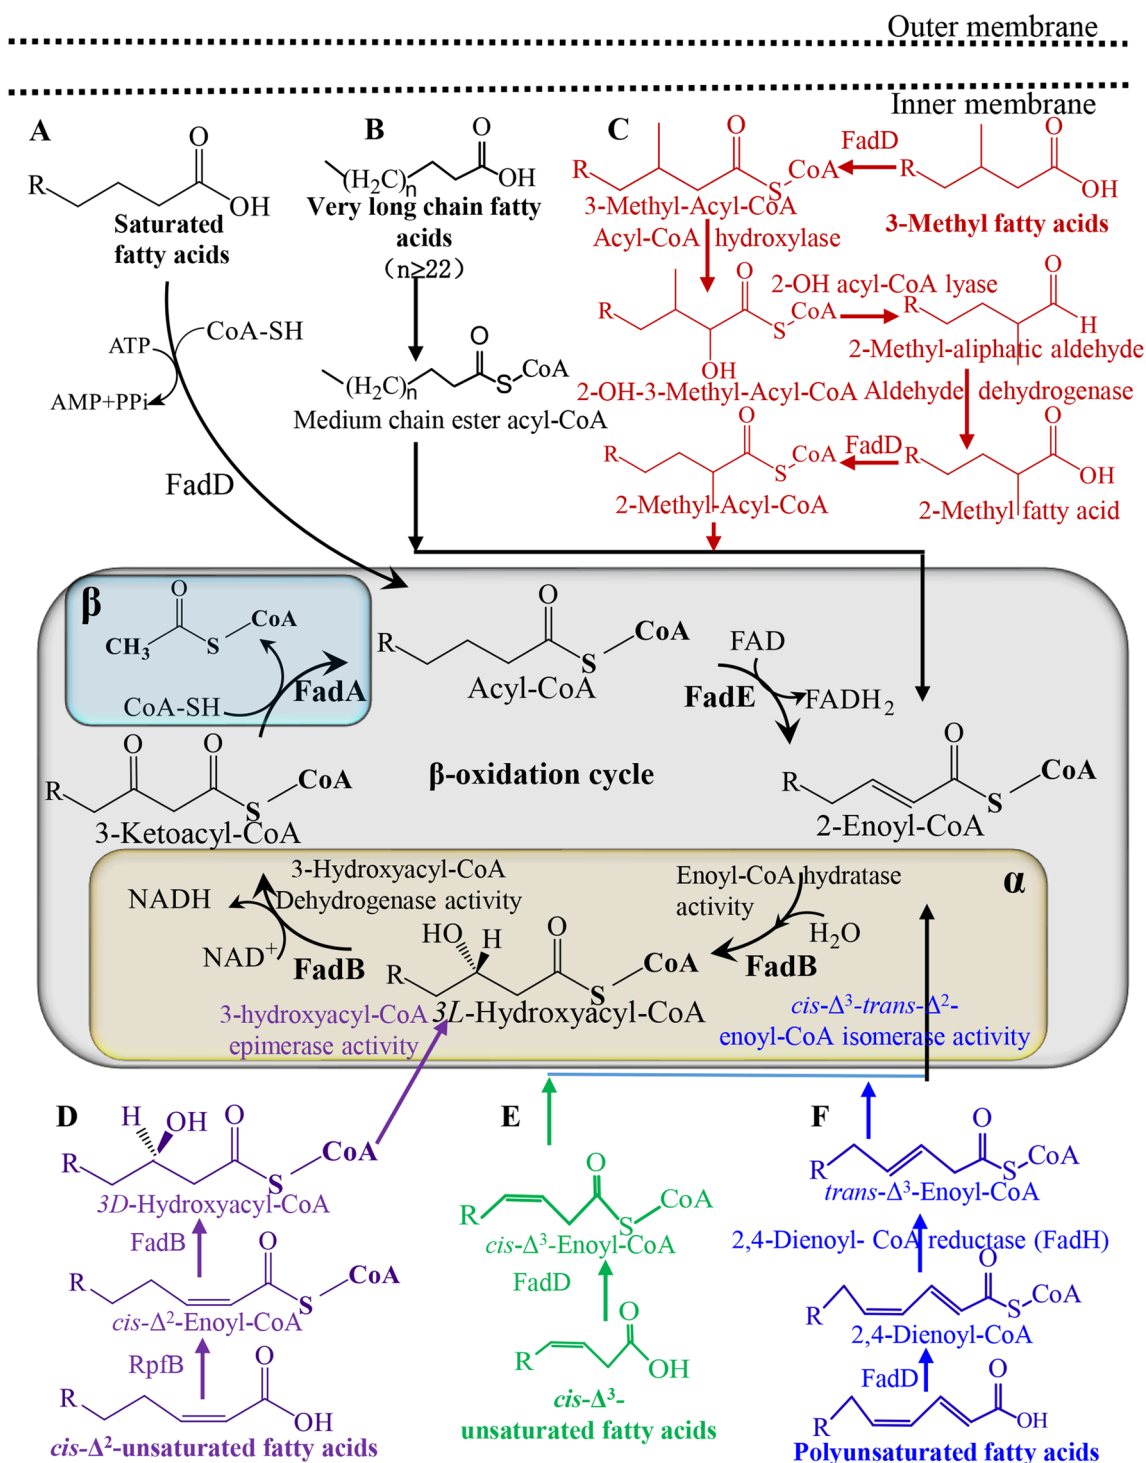 Outer membrane
Inner membrane
A
O
R
OH
Saturated
fatty acids
CoA-SH
ATP
AMP+PPi
FadD
B
O
(H₂C)n
OH
Very long chain fatty
acids
(n≥22)
O
(H₂C)n
S
CoA
Medium chain ester acyl-CoA
C
O
R
S
CoA
3-Methyl-Acyl-CoA
FadD
O
R
OH
3-Methyl fatty acids
Acyl-CoA hydroxylase
O
R
S
CoA
OH
2-OH-3-Methyl-Acyl-CoA
2-OH acyl-CoA lyase
O
R
H
2-Methyl-aliphatic aldehyde
Aldehyde dehydrogenase
O
R
OH
2-Methyl fatty acid
FadD
O
R
S
CoA
2-Methyl-Acyl-CoA
β
O
CH₃
S
CoA
CoA-SH
FadA
O
R
S
CoA
Acyl-CoA
FAD
FadE
FADH₂
O
R
S
CoA
2-Enoyl-CoA
β-oxidation cycle
O
O
R
S
CoA
3-Ketoacyl-CoA
α
Enoyl-CoA hydratase
activity
H₂O
FadB
3-Hydroxyacyl-CoA
Dehydrogenase activity
NADH
NAD⁺
FadB
HO
H
O
R
S
CoA
3L-Hydroxyacyl-CoA
3-hydroxyacyl-CoA
epimerase activity
cis-Δ³-trans-Δ²-
enoyl-CoA isomerase activity
D
H
OH
O
R
S
CoA
3D-Hydroxyacyl-CoA
FadB
O
R
S
CoA
cis-Δ²-Enoyl-CoA
RpfB
O
R
OH
cis-Δ²-unsaturated fatty acids
E
O
R
S
CoA
cis-Δ³-Enoyl-CoA
FadD
O
R
OH
cis-Δ³-
unsaturated fatty acids
F
O
R
S
CoA
trans-Δ³-Enoyl-CoA
2,4-Dienoyl- CoA reductase (FadH)
O
R
S
CoA
2,4-Dienoyl-CoA
FadD
O
R
OH
Polyunsaturated fatty acids